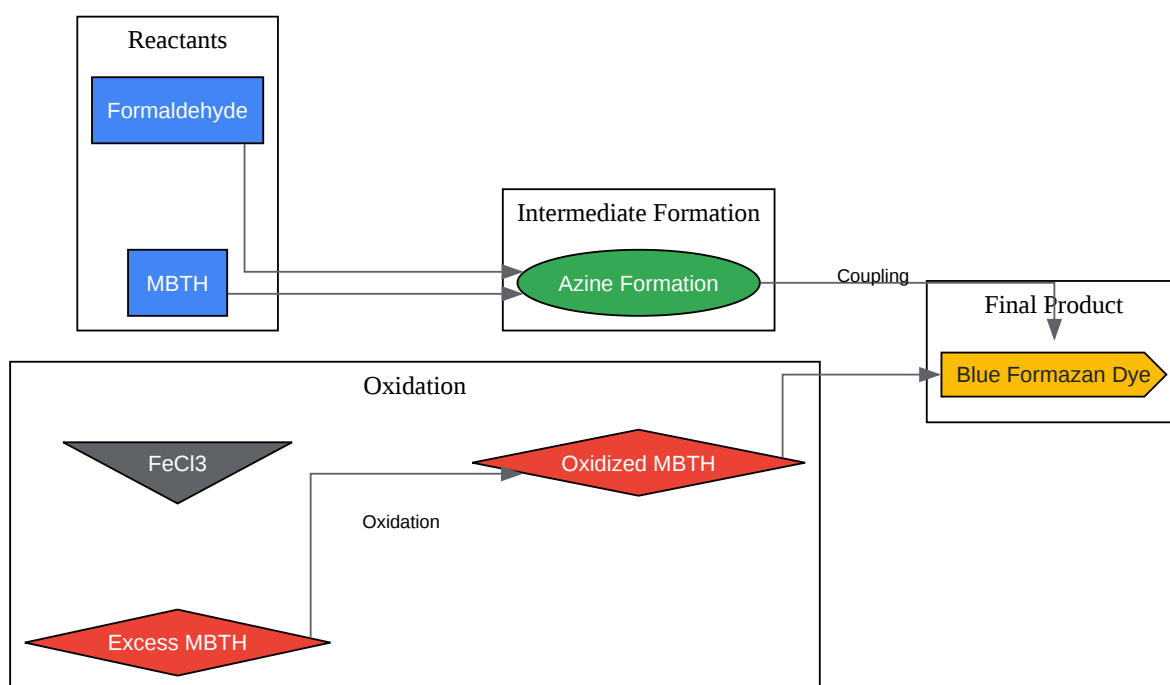 Reactants
Formaldehyde
MBTH
Intermediate Formation
Azine Formation
Coupling
Final Product
Blue Formazan Dye
Oxidation
FeCl3
Oxidized MBTH
Oxidation
Excess MBTH